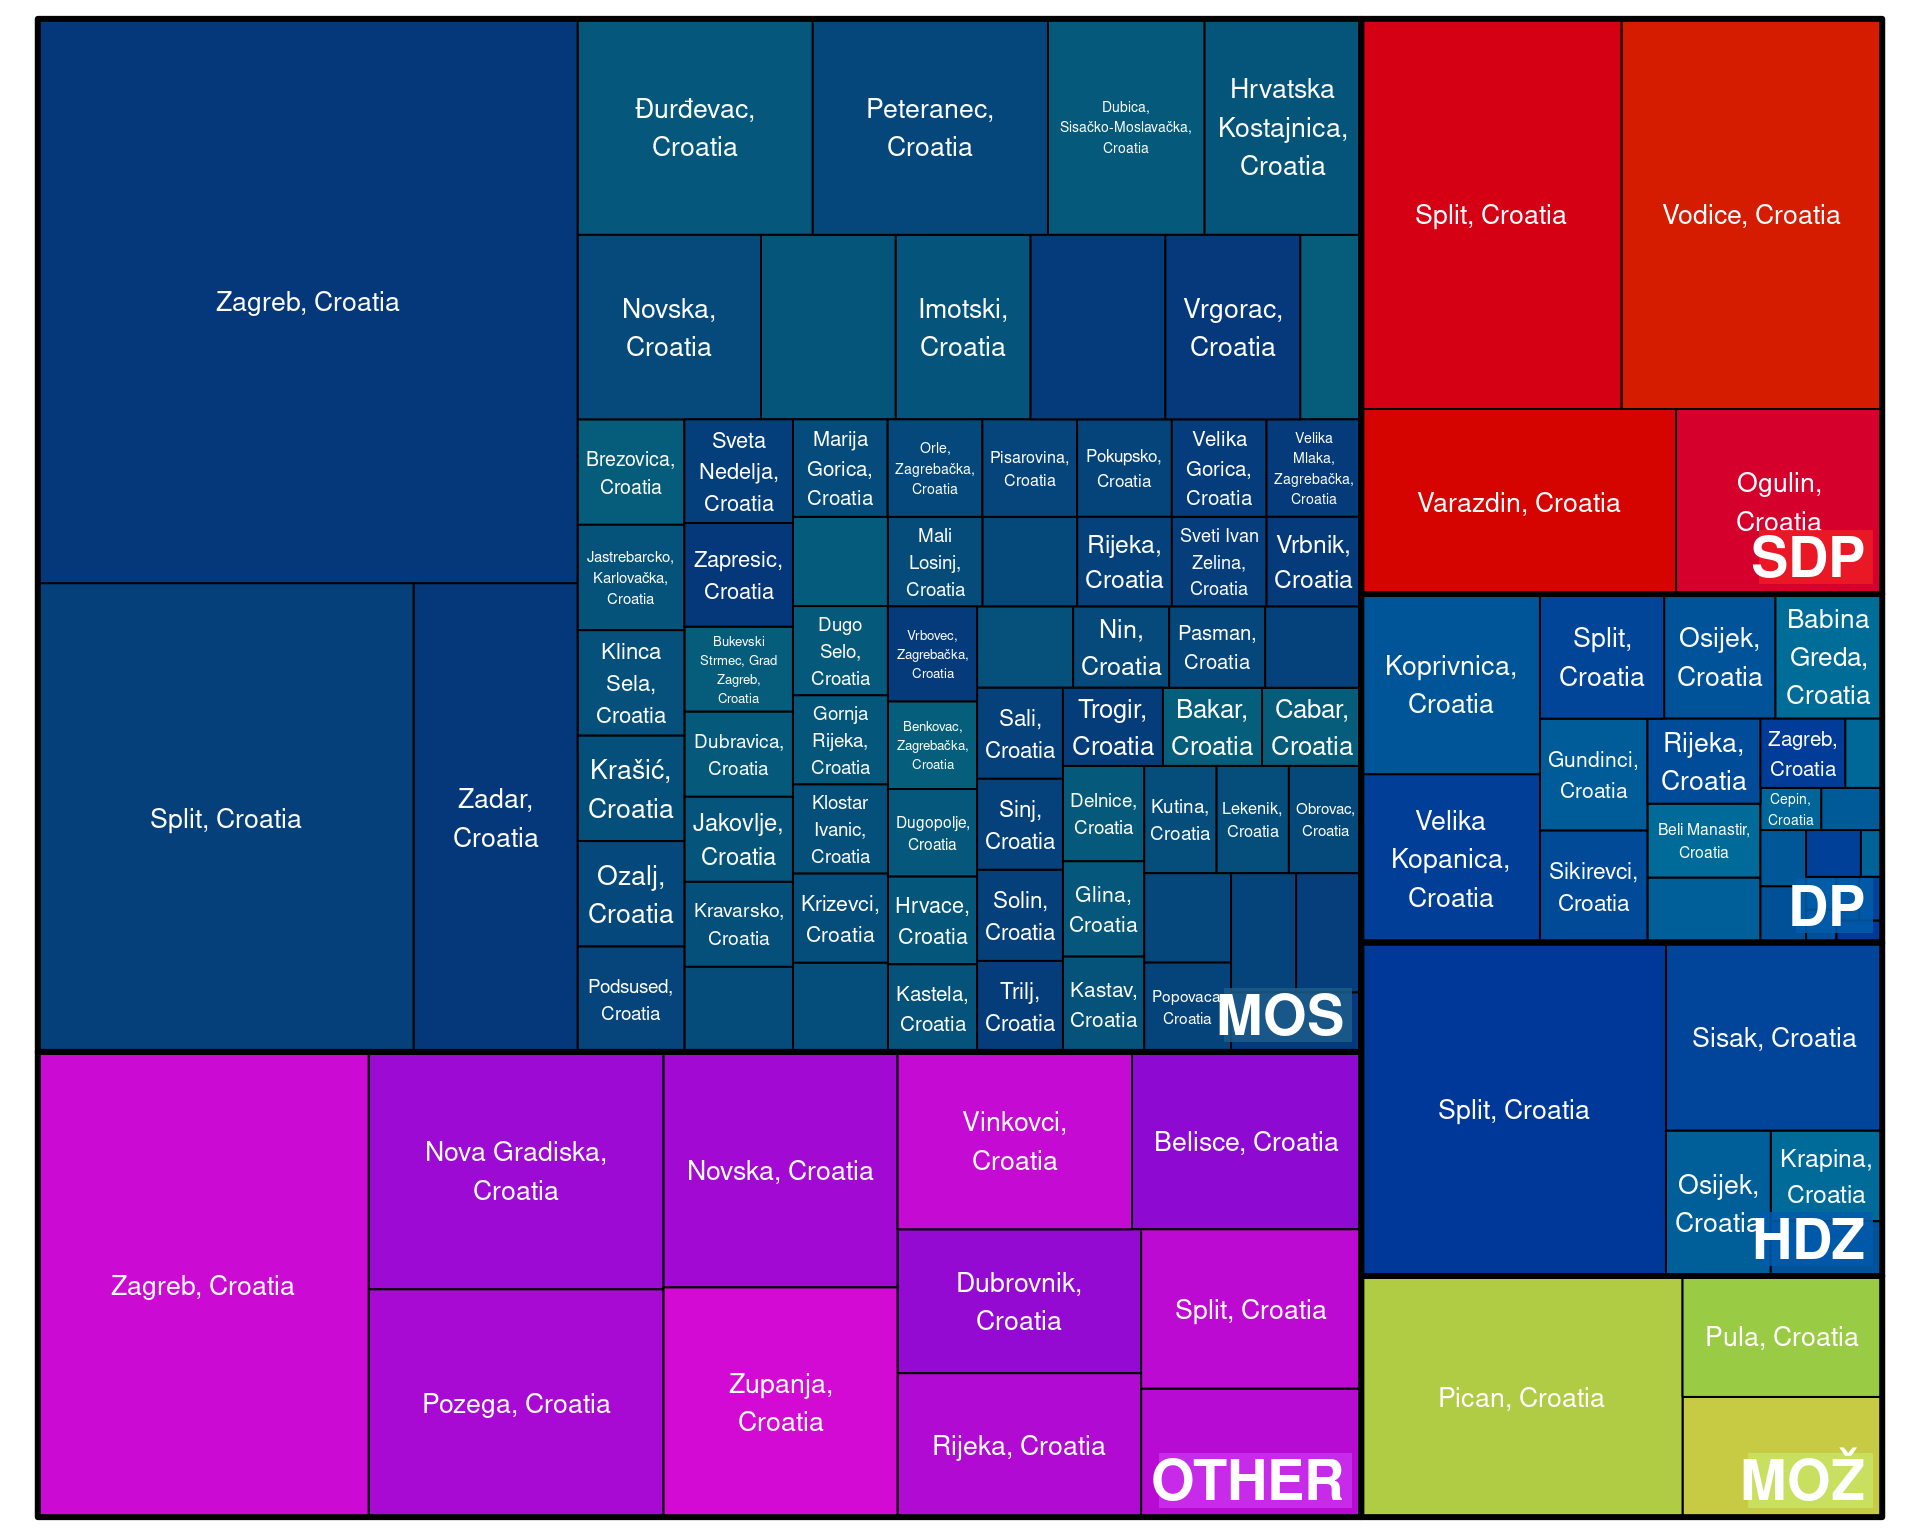 Zagreb, Croatia
Split, Croatia
Zadar,
Croatia
Đurđevac,
Croatia
Peteranec,
Croatia
Dubica,
Sisačko-Moslavačka,
Croatia
Hrvatska
Kostajnica,
Croatia
Novska,
Croatia
Imotski,
Croatia
Vrgorac,
Croatia
Brezovica,
Croatia
Jastrebarcko,
Karlovačka,
Croatia
Klinca
Sela,
Croatia
Krašić,
Croatia
Ozalj,
Croatia
Podsused,
Croatia
Sveta
Nedelja,
Croatia
Zapresic,
Croatia
Bukevski
Strmec, Grad
Zagreb,
Croatia
Dubravica,
Croatia
Jakovlje,
Croatia
Kravarsko,
Croatia
Marija
Gorica,
Croatia
Dugo
Selo,
Croatia
Gornja
Rijeka,
Croatia
Klostar
Ivanic,
Croatia
Krizevci,
Croatia
Orle,
Zagrebačka,
Croatia
Pisarovina,
Croatia
Pokupsko,
Croatia
Velika
Gorica,
Croatia
Velika
Mlaka,
Zagrebačka,
Croatia
Mali
Losinj,
Croatia
Rijeka,
Croatia
Sveti Ivan
Zelina,
Croatia
Vrbnik,
Croatia
Vrbovec,
Zagrebačka,
Croatia
Benkovac,
Zagrebačka,
Croatia
Dugopolje,
Croatia
Hrvace,
Croatia
Kastela,
Croatia
Nin,
Croatia
Pasman,
Croatia
Sali,
Croatia
Sinj,
Croatia
Solin,
Croatia
Trilj,
Croatia
Trogir,
Croatia
Bakar,
Croatia
Cabar,
Croatia
Delnice,
Croatia
Glina,
Croatia
Kastav,
Croatia
Kutina,
Croatia
Lekenik,
Croatia
Obrovac,
Croatia
Popovaca,
Croatia
MOS
Zagreb, Croatia
Nova Gradiska,
Croatia
Pozega, Croatia
Novska, Croatia
Zupanja,
Croatia
Vinkovci,
Croatia
Belisce, Croatia
Dubrovnik,
Croatia
Rijeka, Croatia
Split, Croatia
OTHER
Split, Croatia
Vodice, Croatia
Varazdin, Croatia
Ogulin,
Croatia
SDP
Koprivnica,
Croatia
Velika
Kopanica,
Croatia
Split,
Croatia
Osijek,
Croatia
Babina
Greda,
Croatia
Gundinci,
Croatia
Sikirevci,
Croatia
Rijeka,
Croatia
Beli Manastir,
Croatia
Zagreb,
Croatia
Cepin,
Croatia
DP
Split, Croatia
Sisak, Croatia
Osijek,
Croatia
Krapina,
Croatia
HDZ
Pican, Croatia
Pula, Croatia
MOŽ